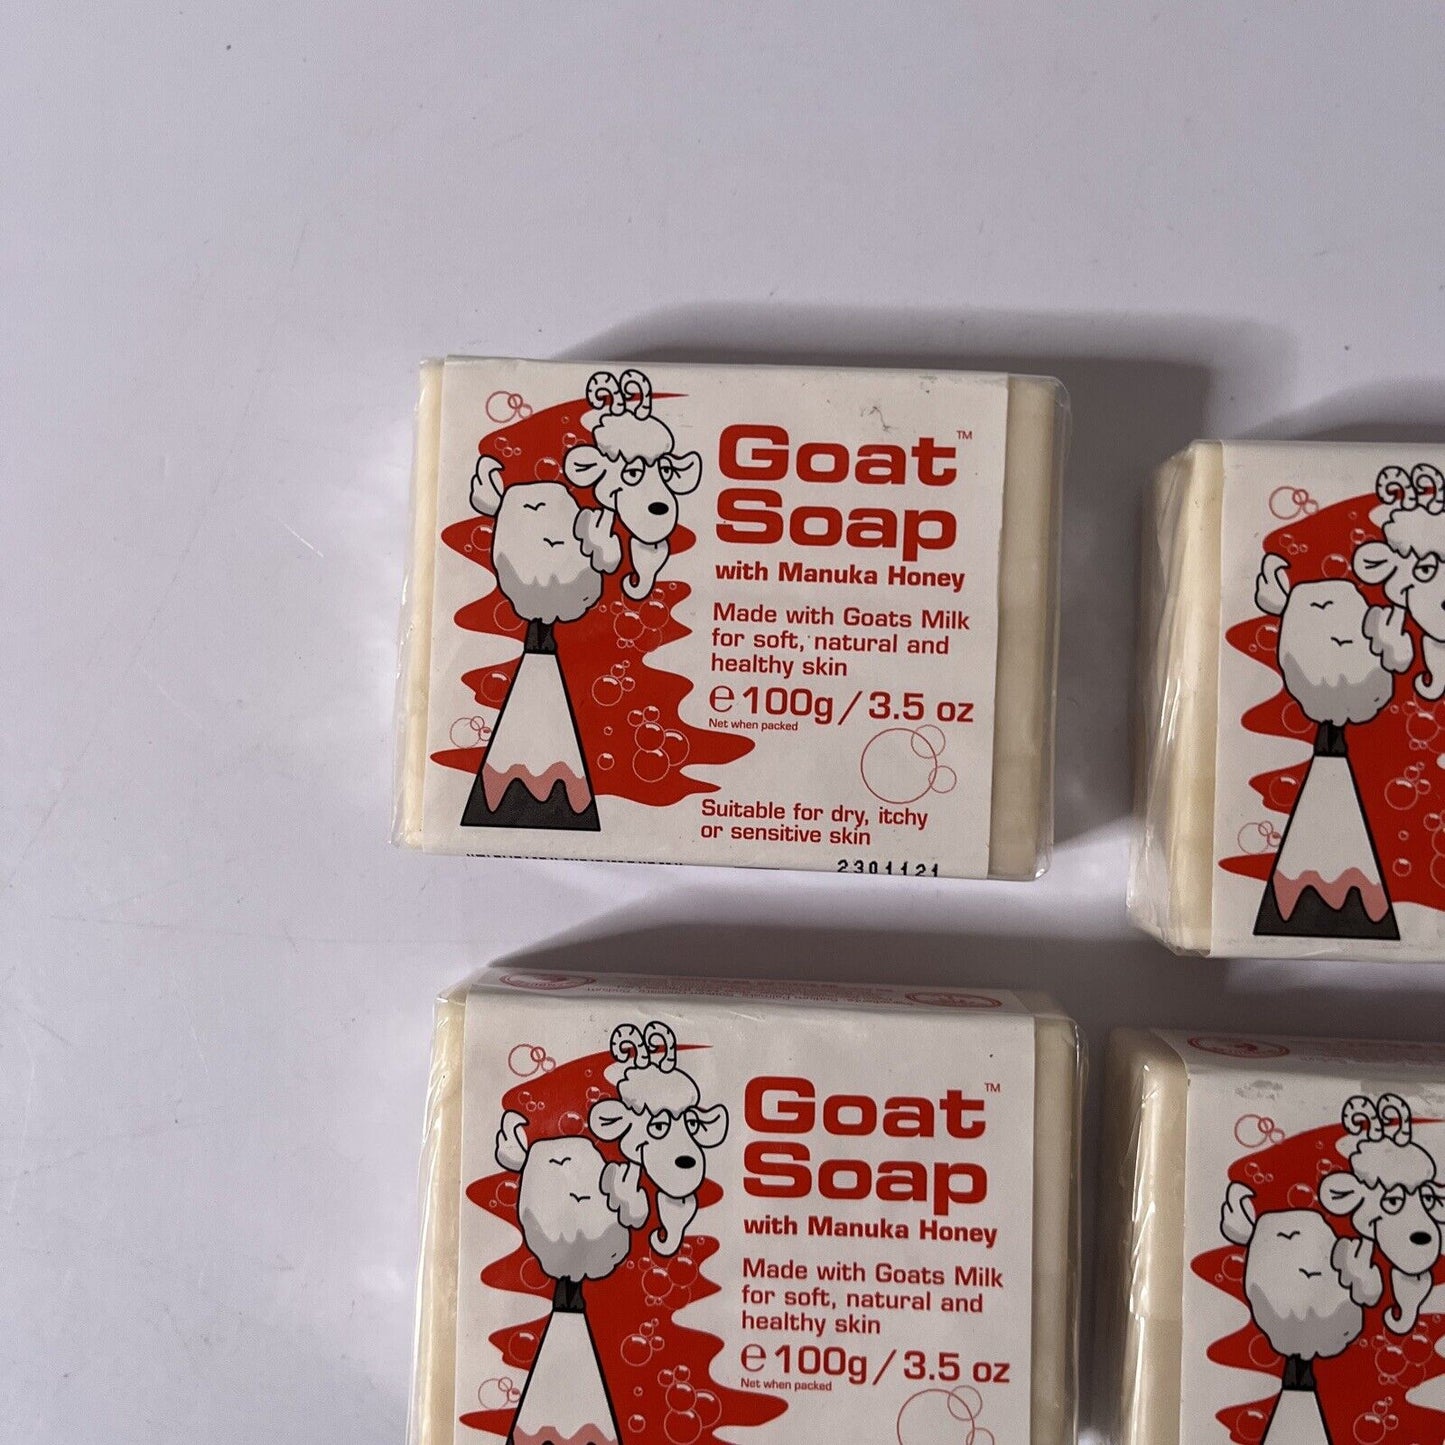 Goat™
Soap
with Manuka Honey
Made with Goats Milk
for soft, natural and
healthy skin
℮100g / 3.5 oz
Net when packed
Suitable for dry, itchy
or sensitive skin
2301121
Goat™
Soap
with Manuka Honey
Made with Goats Milk
for soft, natural and
healthy skin
℮100g / 3.5 oz
Net when packed